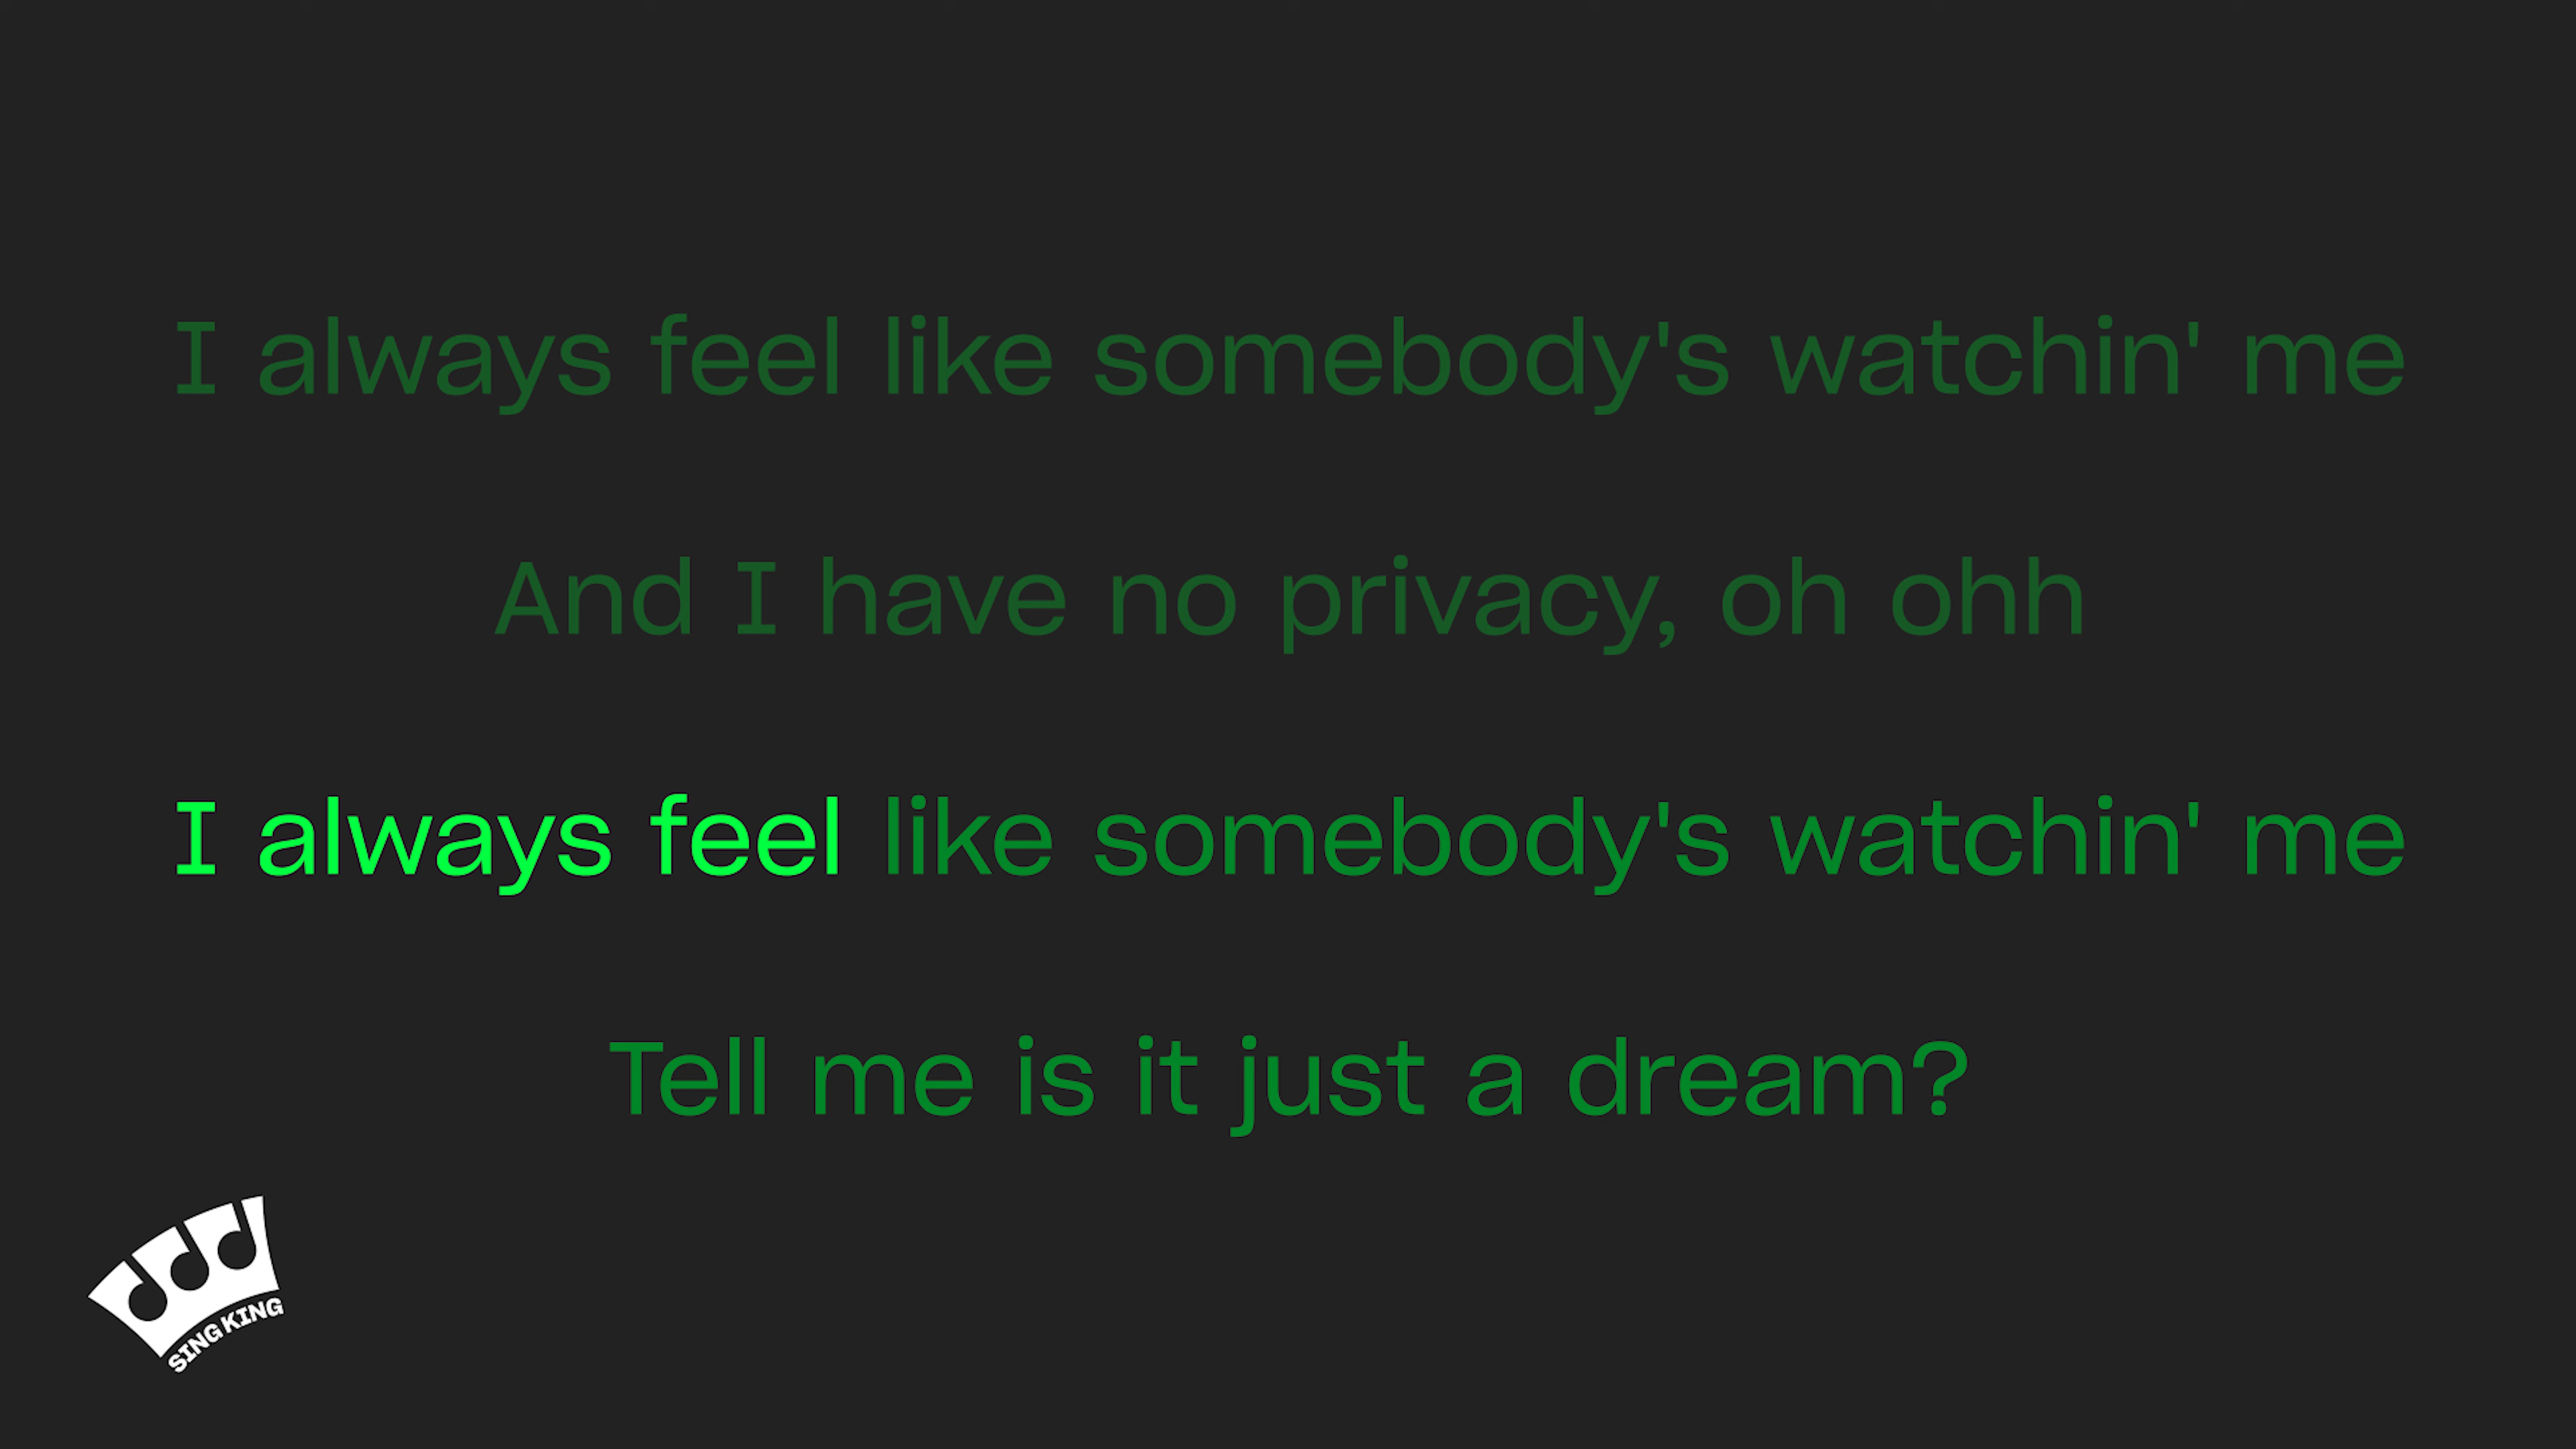 I always feel like somebody's watchin' me
And I have no privacy, oh ohh
I always feel like somebody's watchin' me
Tell me is it just a dream?
SING KING